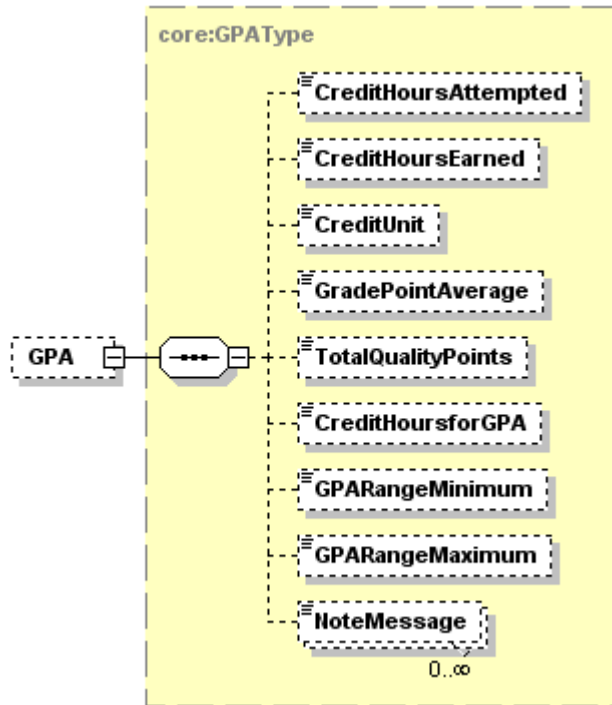 core:GPAType
CreditHoursAttempted
CreditHoursEarned
CreditUnit
GradePointAverage
GPA
TotalQualityPoints
CreditHoursforGPA
GPARangeMinimum
GPARangeMaximum
NoteMessage
0..∞